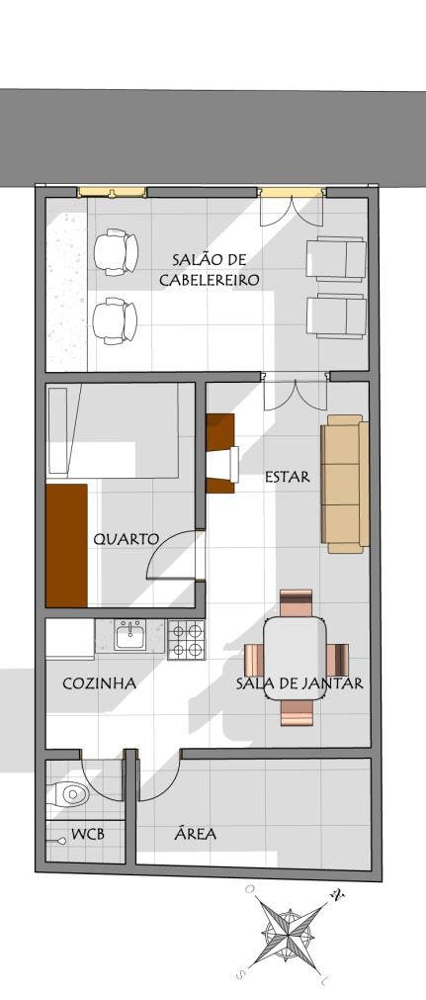 SALÃO DE
CABELEREIRO
ESTAR
QUARTO
COZINHA
SALA DE JANTAR
WCB
ÁREA
O
N
S
L